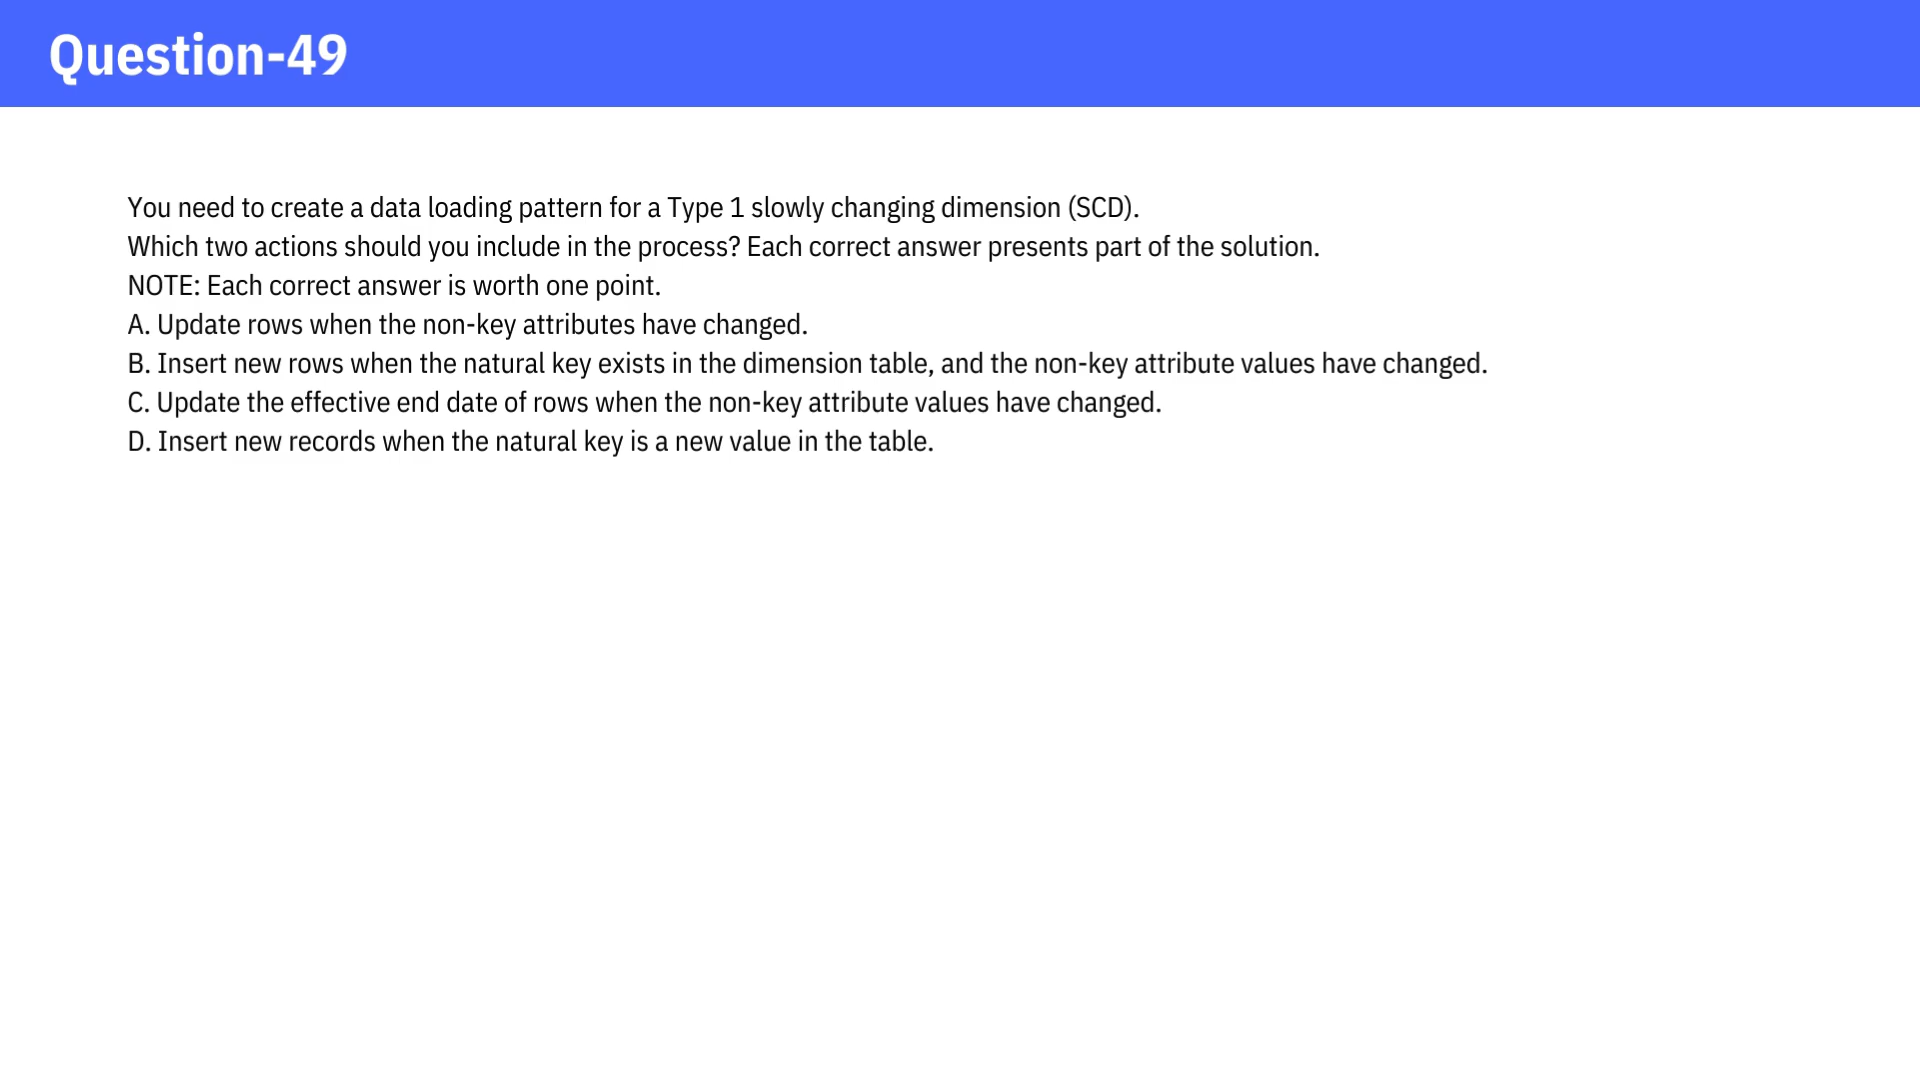 Question-49
You need to create a data loading pattern for a Type 1 slowly changing dimension (SCD).
Which two actions should you include in the process? Each correct answer presents part of the solution.
NOTE: Each correct answer is worth one point.
A. Update rows when the non-key attributes have changed.
B. Insert new rows when the natural key exists in the dimension table, and the non-key attribute values have changed.
C. Update the effective end date of rows when the non-key attribute values have changed.
D. Insert new records when the natural key is a new value in the table.